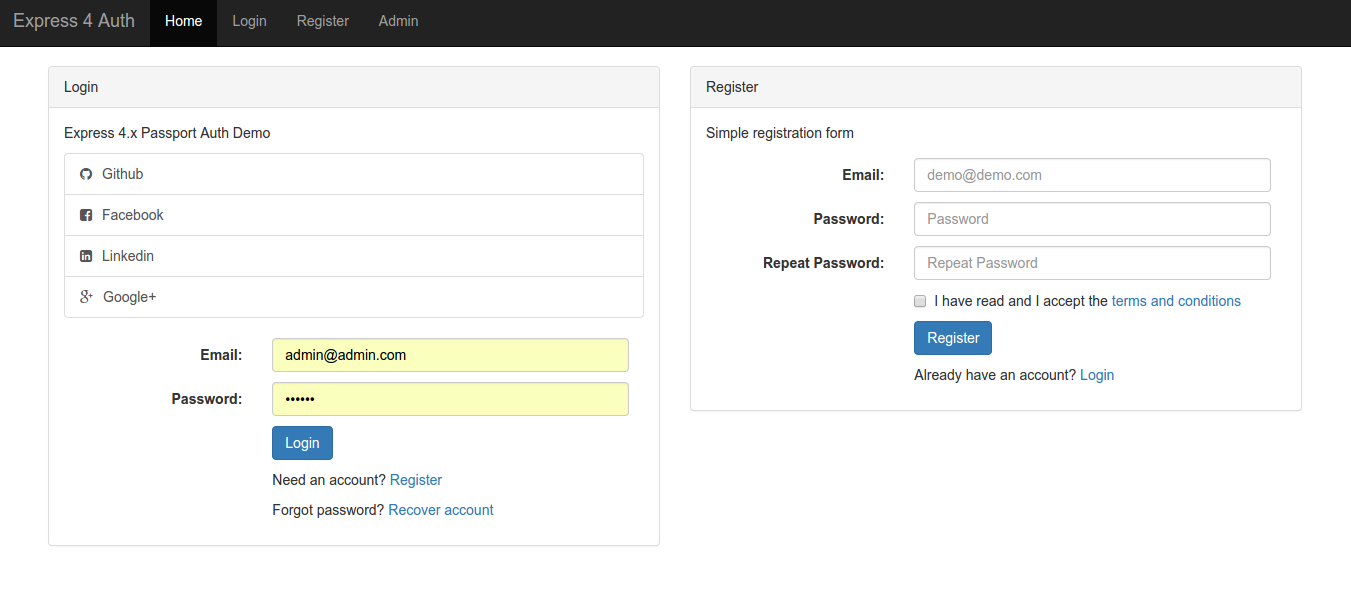 Express 4 Auth Home Login Register Admin
Login
Express 4.x Passport Auth Demo
Github
Facebook
Linkedin
Google+
Email: admin@admin.com
Password: ••••••
Login
Need an account? Register
Forgot password? Recover account
Register
Simple registration form
Email: demo@demo.com
Password: Password
Repeat Password: Repeat Password
I have read and I accept the terms and conditions
Register
Already have an account? Login